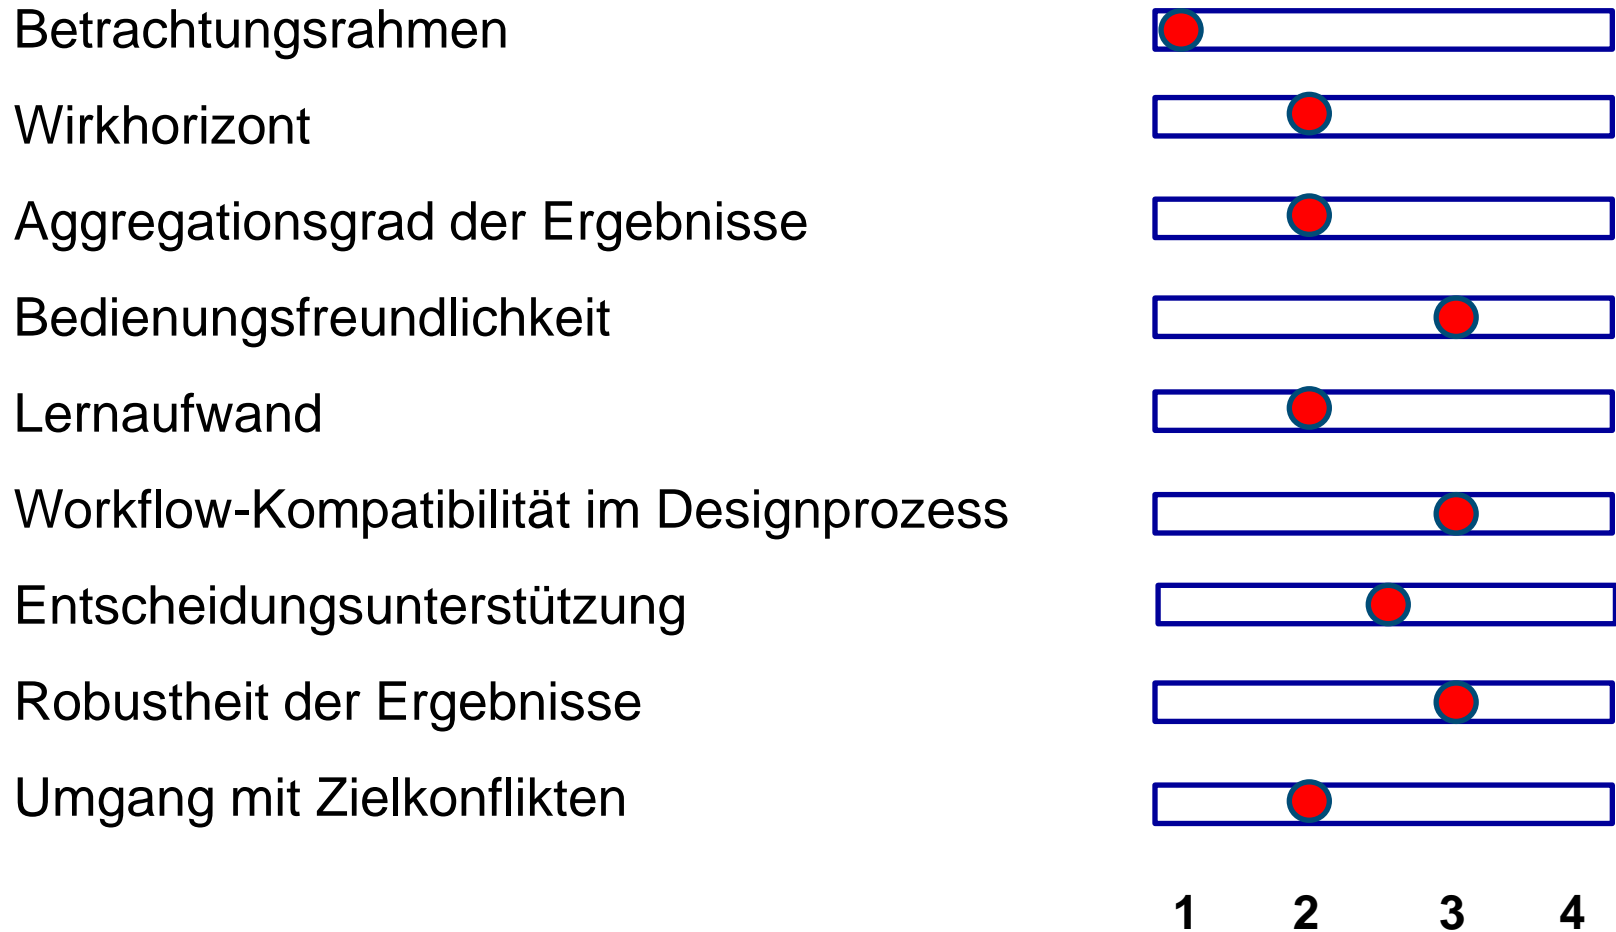 Betrachtungsrahmen
Wirkhorizont
Aggregationsgrad der Ergebnisse
Bedienungsfreundlichkeit
Lernaufwand
Workflow-Kompatibilität im Designprozess
Entscheidungsunterstützung
Robustheit der Ergebnisse
Umgang mit Zielkonflikten
1 2 3 4